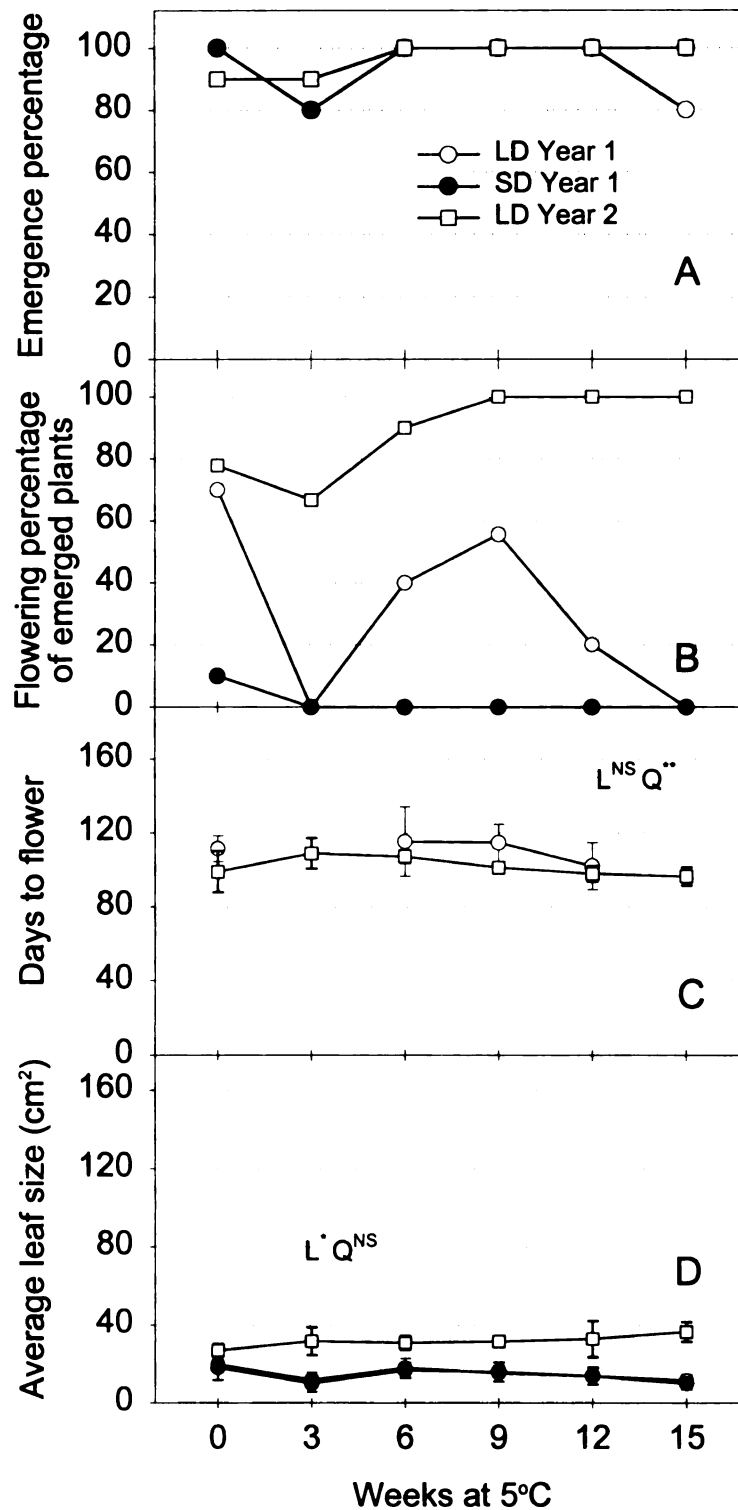 Emergence percentage
100
80
60
40
20
0
LD Year 1
SD Year 1
LD Year 2
A
Flowering percentage
of emerged plants
100
80
60
40
20
0
B
Days to flower
160
120
80
40
0
L^NS Q^**
C
Average leaf size (cm²)
160
120
80
40
0
L^* Q^NS
D
0 3 6 9 12 15
Weeks at 5ºC